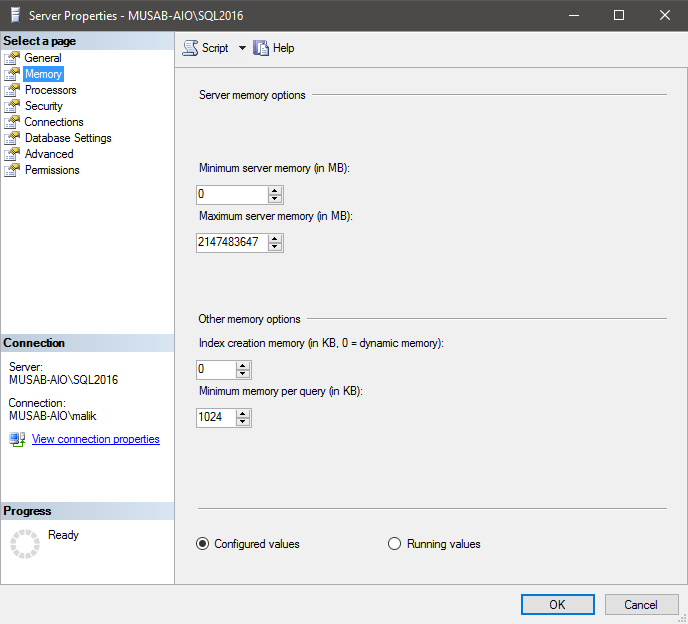 Server Properties - MUSAB-AIO\SQL2016
Select a page
General
Memory
Processors
Security
Connections
Database Settings
Advanced
Permissions
Connection
Server:
MUSAB-AIO\SQL2016
Connection:
MUSAB-AIO\malik
View connection properties
Progress
Ready
Script
Help
Server memory options
Minimum server memory (in MB):
0
Maximum server memory (in MB):
2147483647
Other memory options
Index creation memory (in KB, 0 = dynamic memory):
0
Minimum memory per query (in KB):
1024
Configured values
Running values
OK
Cancel